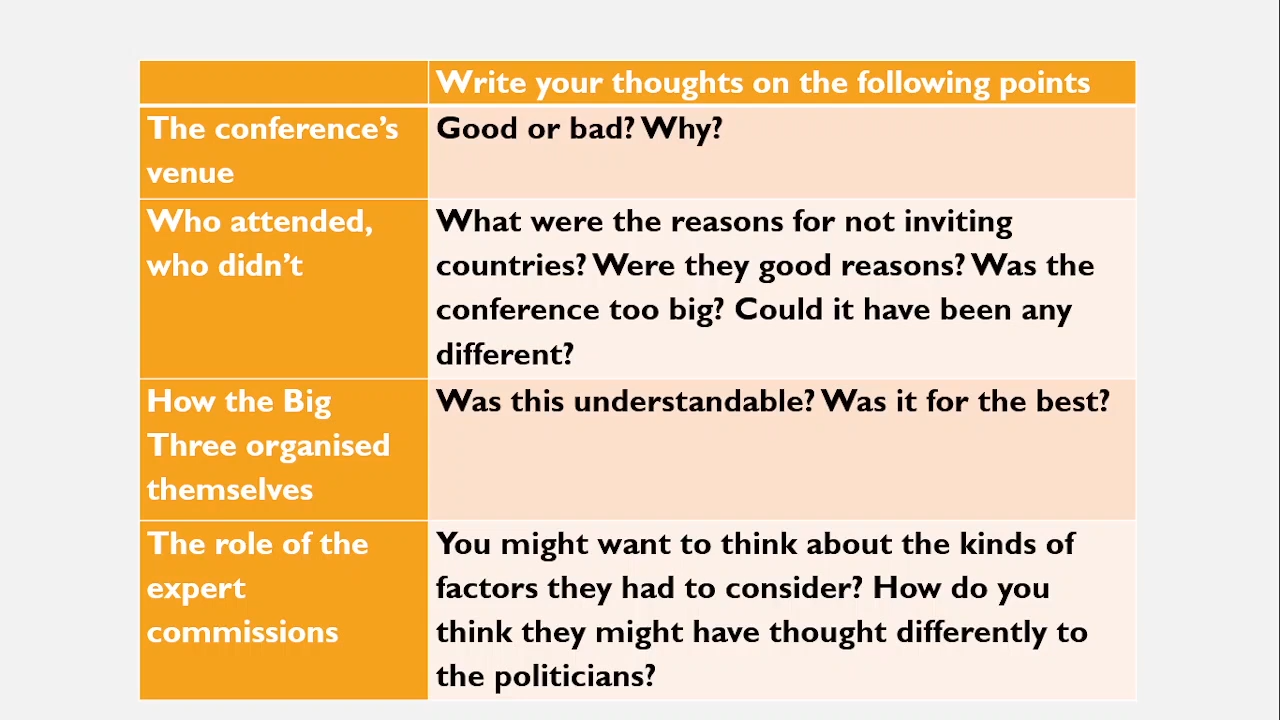 Write your thoughts on the following points
The conference’s
venue
Good or bad? Why?
Who attended,
who didn’t
What were the reasons for not inviting
countries? Were they good reasons? Was the
conference too big? Could it have been any
different?
How the Big
Three organised
themselves
Was this understandable? Was it for the best?
The role of the
expert
commissions
You might want to think about the kinds of
factors they had to consider? How do you
think they might have thought differently to
the politicians?